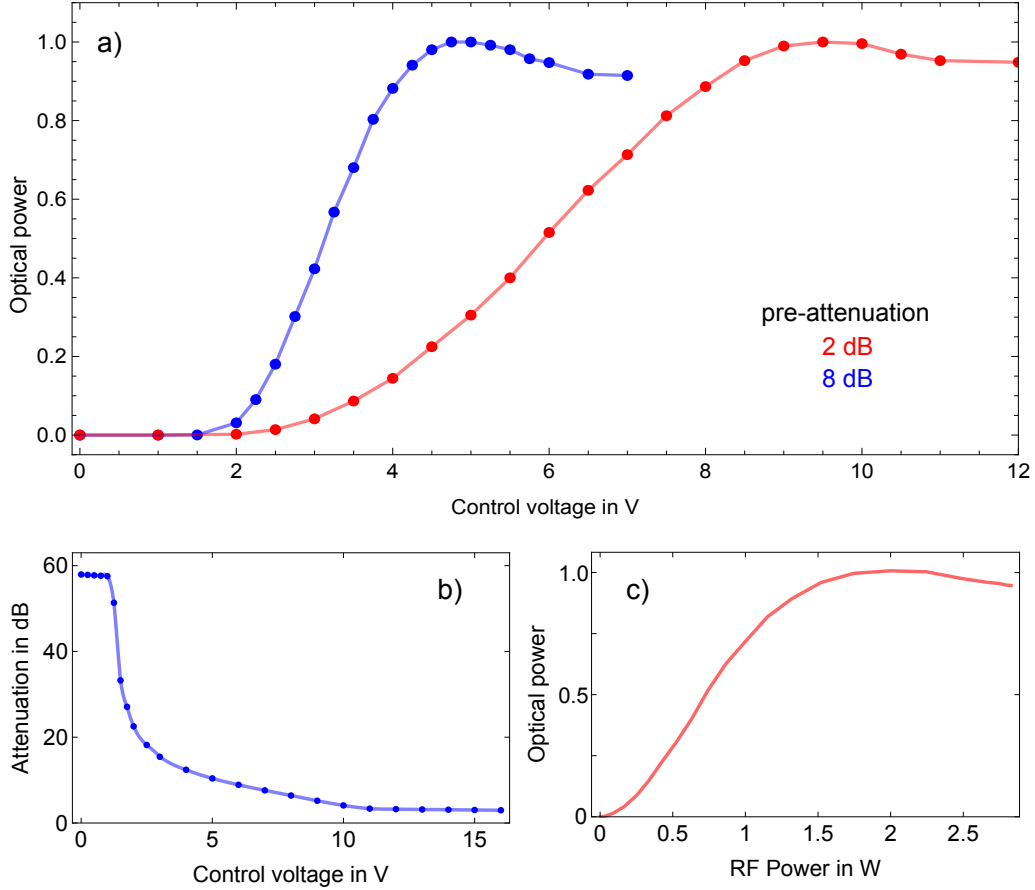 a)
1.0
0.8
0.6
0.4
0.2
0.0
Optical power
pre-attenuation
2 dB
8 dB
0 2 4 6 8 10 12
Control voltage in V
b)
60
40
20
0
Attenuation in dB
0 5 10 15
Control voltage in V
c)
1.0
0.5
0
Optical power
0 0.5 1 1.5 2 2.5
RF Power in W